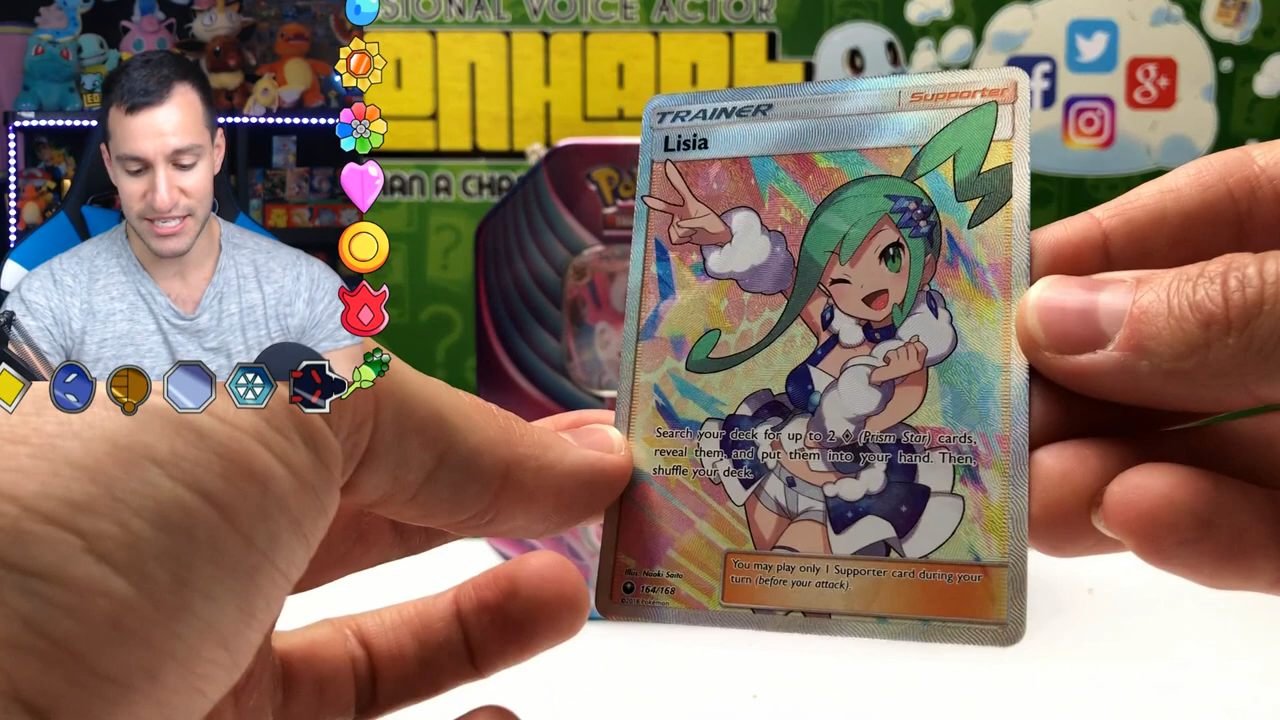 SIONAL VOICE ACTOR
TRAINER
Supporter
Lisia
Search your deck for up to 2 ◇ (Prism Star) cards,
reveal them, and put them into your hand. Then,
shuffle your deck.
You may play only 1 Supporter card during your
turn (before your attack).
Illus. Naoki Saito
164/168
©2018 Pokémon
AN A CHA
Po
f
g+